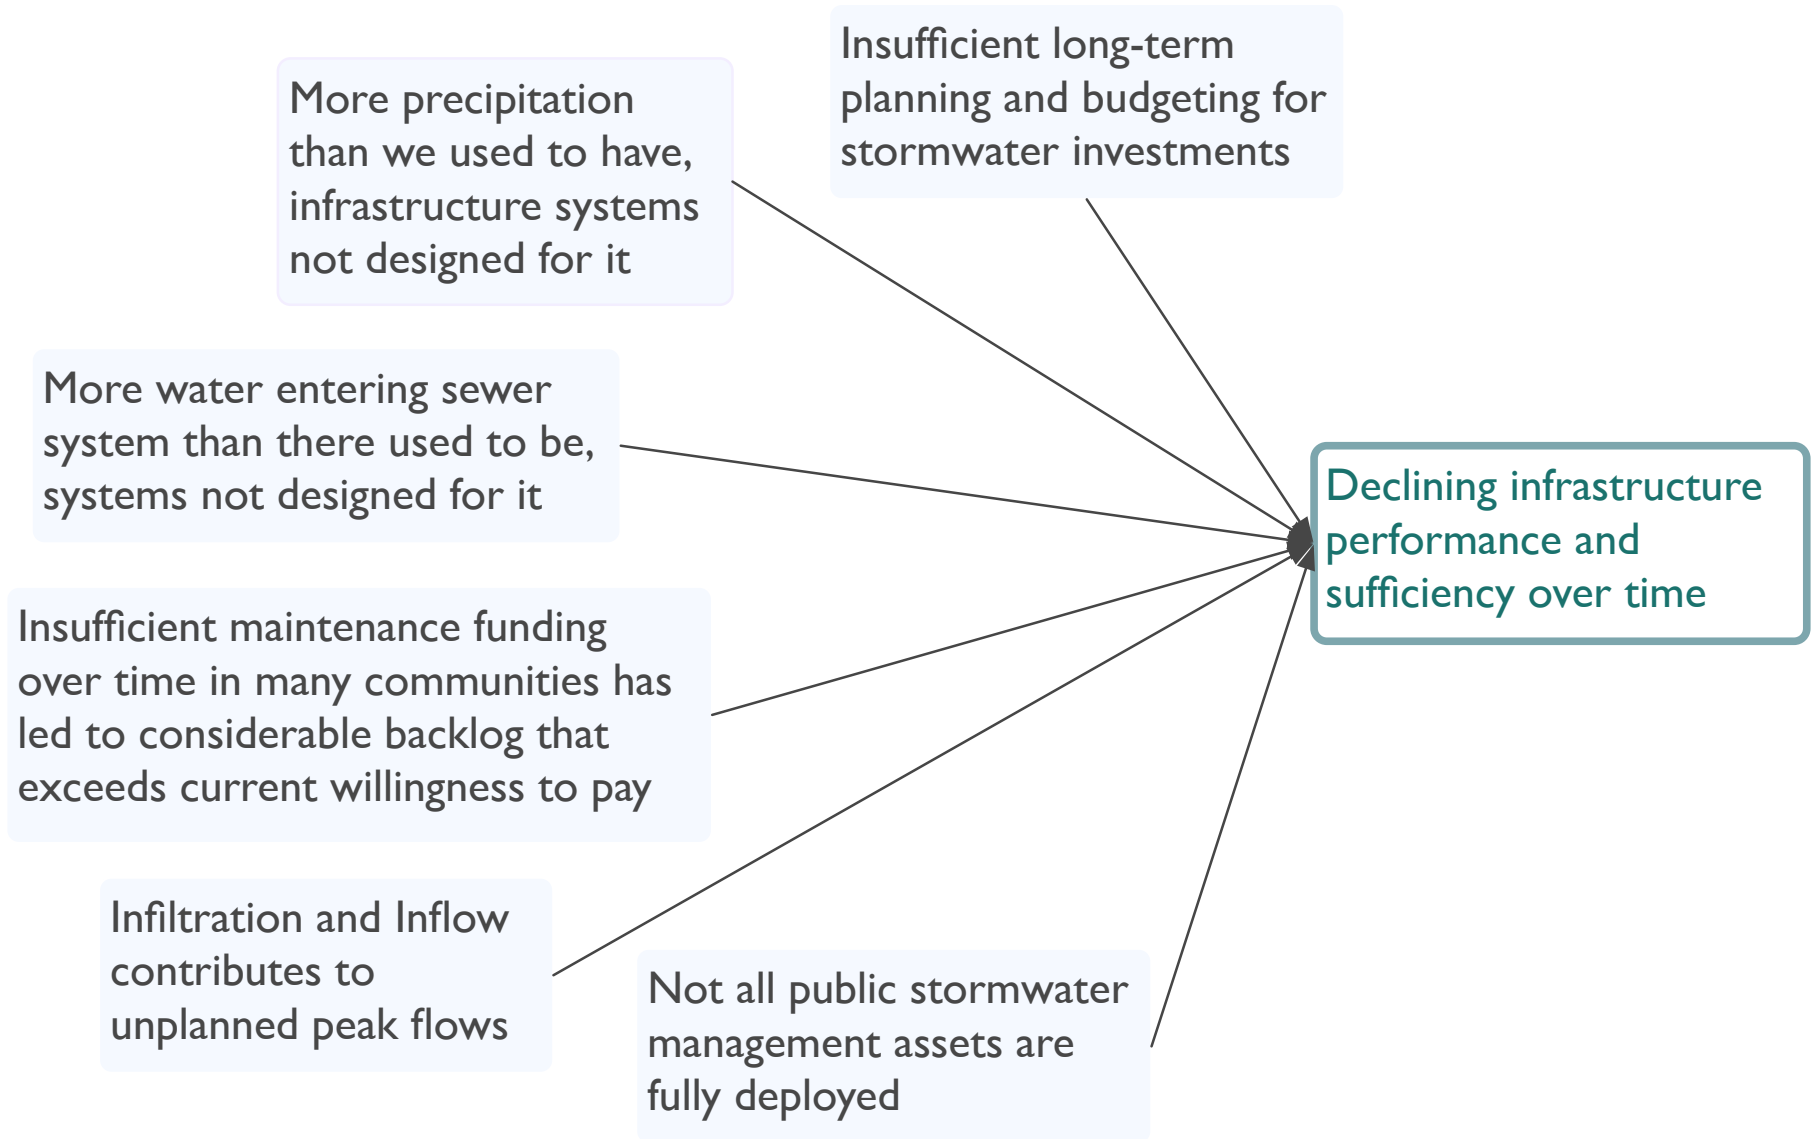 Insufficient long-term
planning and budgeting for
stormwater investments
More precipitation
than we used to have,
infrastructure systems
not designed for it
More water entering sewer
system than there used to be,
systems not designed for it
Declining infrastructure
performance and
sufficiency over time
Insufficient maintenance funding
over time in many communities has
led to considerable backlog that
exceeds current willingness to pay
Infiltration and Inflow
contributes to
unplanned peak flows
Not all public stormwater
management assets are
fully deployed